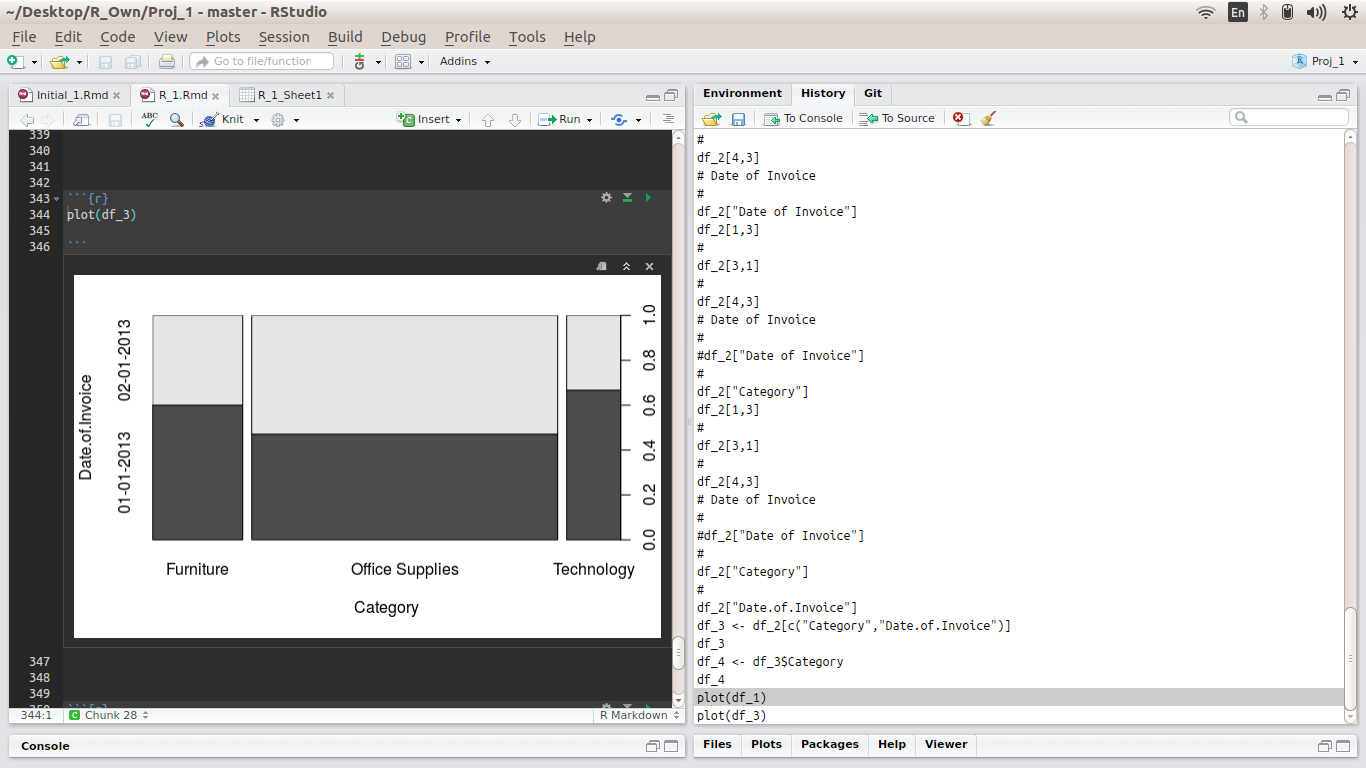 ~/Desktop/R_Own/Proj_1 - master - RStudio
En
File Edit Code View Plots Session Build Debug Profile Tools Help
Go to file/function
Addins
Proj_1
Initial_1.Rmd
R_1.Rmd
R_1_Sheet1
ABC
Knit
Insert
Run
339
340
341
342
343 ```{r}
344 plot(df_3)
345
346 ```
Date.of.Invoice
02-01-2013
01-01-2013
1.0
0.8
0.6
0.4
0.2
0.0
Furniture
Office Supplies
Technology
Category
347
348
349
344:1
Chunk 28
R Markdown
Console
Environment
History
Git
To Console
To Source
#
df_2[4,3]
# Date of Invoice
#
df_2["Date of Invoice"]
df_2[1,3]
#
df_2[3,1]
#
df_2[4,3]
# Date of Invoice
#
#df_2["Date of Invoice"]
#
df_2["Category"]
df_2[1,3]
#
df_2[3,1]
#
df_2[4,3]
# Date of Invoice
#
#df_2["Date of Invoice"]
#
df_2["Category"]
#
df_2["Date.of.Invoice"]
df_3 <- df_2[c("Category","Date.of.Invoice")]
df_3
df_4 <- df_3$Category
df_4
plot(df_1)
plot(df_3)
Files
Plots
Packages
Help
Viewer